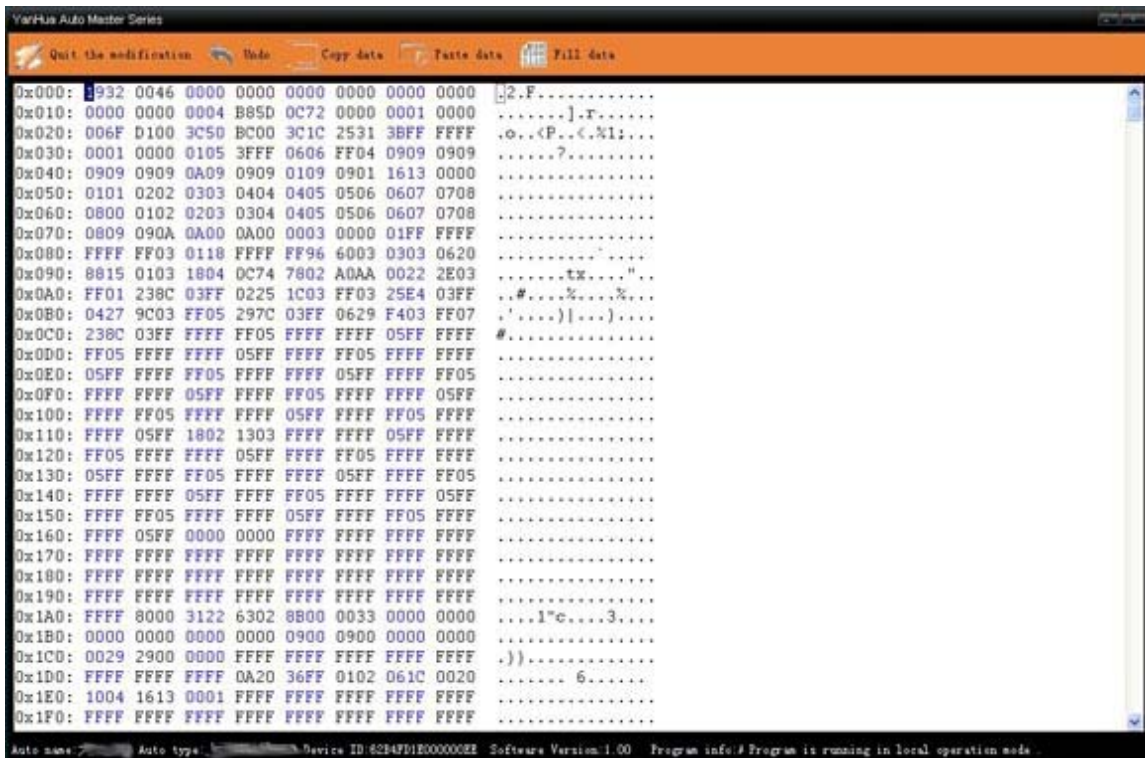 YanHua Auto Master Series
Quit the modification Undo Copy data Paste data Fill data
0x000: 1932 0046 0000 0000 0000 0000 0000 0000 .2.F............
0x010: 0000 0000 0004 B85D 0C72 0000 0001 0000 .......].r......
0x020: 006F D100 3C50 BC00 3C1C 2531 3BFF FFFF .o..<P..<.%1;...
0x030: 0001 0000 0105 3FFF 0606 FF04 0909 0909 ......?.........
0x040: 0909 0909 0A09 0909 0109 0901 1613 0000 ................
0x050: 0101 0202 0303 0404 0405 0506 0607 0708 ................
0x060: 0800 0102 0203 0304 0405 0506 0607 0708 ................
0x070: 0809 090A 0A00 0A00 0003 0000 01FF FFFF ................
0x080: FFFF FF03 0118 FFFF FF96 6003 0303 0620 ..........`....
0x090: 8815 0103 1804 0C74 7802 A0AA 0022 2E03 .......tx...."..
0x0A0: FF01 238C 03FF 0225 1C03 FF03 25E4 03FF ..#....%....%...
0x0B0: 0427 9C03 FF05 297C 03FF 0629 F403 FF07 .'....)|...)....
0x0C0: 238C 03FF FFFF FF05 FFFF FFFF 05FF FFFF #...............
0x0D0: FF05 FFFF FFFF 05FF FFFF FF05 FFFF FFFF ................
0x0E0: 05FF FFFF FF05 FFFF FFFF 05FF FFFF FF05 ................
0x0F0: FFFF FFFF 05FF FFFF FF05 FFFF FFFF 05FF ................
0x100: FFFF FF05 FFFF FFFF 05FF FFFF FF05 FFFF ................
0x110: FFFF 05FF 1802 1303 FFFF FFFF 05FF FFFF ................
0x120: FF05 FFFF FFFF 05FF FFFF FF05 FFFF FFFF ................
0x130: 05FF FFFF FF05 FFFF FFFF 05FF FFFF FF05 ................
0x140: FFFF FFFF 05FF FFFF FF05 FFFF FFFF 05FF ................
0x150: FFFF FF05 FFFF FFFF 05FF FFFF FF05 FFFF ................
0x160: FFFF 05FF 0000 0000 FFFF FFFF FFFF FFFF ................
0x170: FFFF FFFF FFFF FFFF FFFF FFFF FFFF FFFF ................
0x180: FFFF FFFF FFFF FFFF FFFF FFFF FFFF FFFF ................
0x190: FFFF FFFF FFFF FFFF FFFF FFFF FFFF FFFF ................
0x1A0: FFFF 8000 3122 6302 8B00 0033 0000 0000 ....1"c....3....
0x1B0: 0000 0000 0000 0000 0900 0900 0000 0000 ................
0x1C0: 0029 2900 0000 FFFF FFFF FFFF FFFF FFFF .)).............
0x1D0: FFFF FFFF FFFF 0A20 36FF 0102 061C 0020 ....... 6......
0x1E0: 1004 1613 0001 FFFF FFFF FFFF FFFF FFFF ................
0x1F0: FFFF FFFF FFFF FFFF FFFF FFFF FFFF FFFF ................
Auto name: Auto type: Device ID:62B4FD1E000000EE Software Version:1.00 Program info:# Program is running in local operation mode .